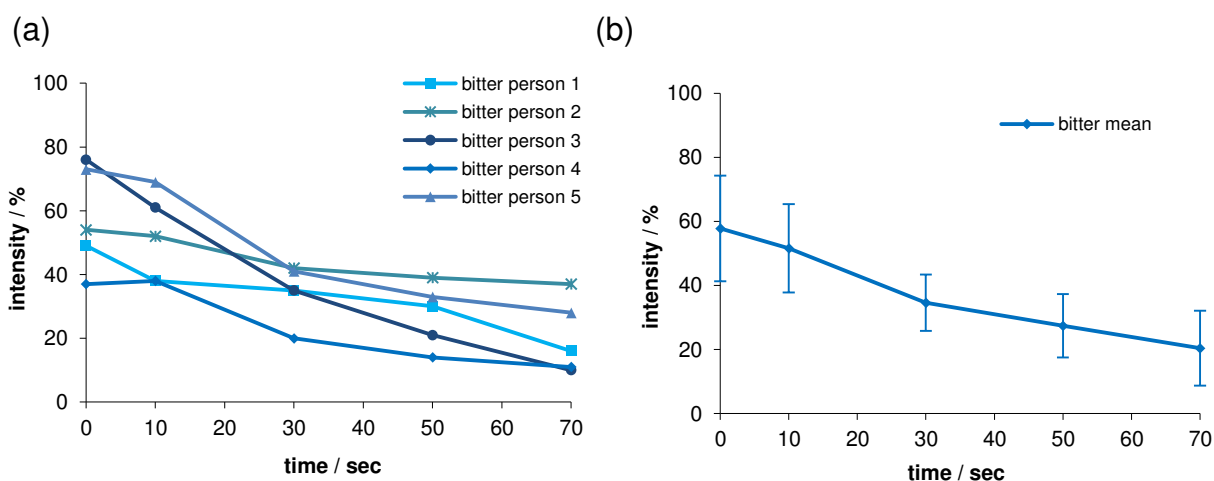 (a)
100
80
60
40
20
0
intensity / %
0 10 20 30 40 50 60 70
time / sec
bitter person 1
bitter person 2
bitter person 3
bitter person 4
bitter person 5
(b)
100
80
60
40
20
0
intensity / %
0 10 20 30 40 50 60 70
time / sec
bitter mean